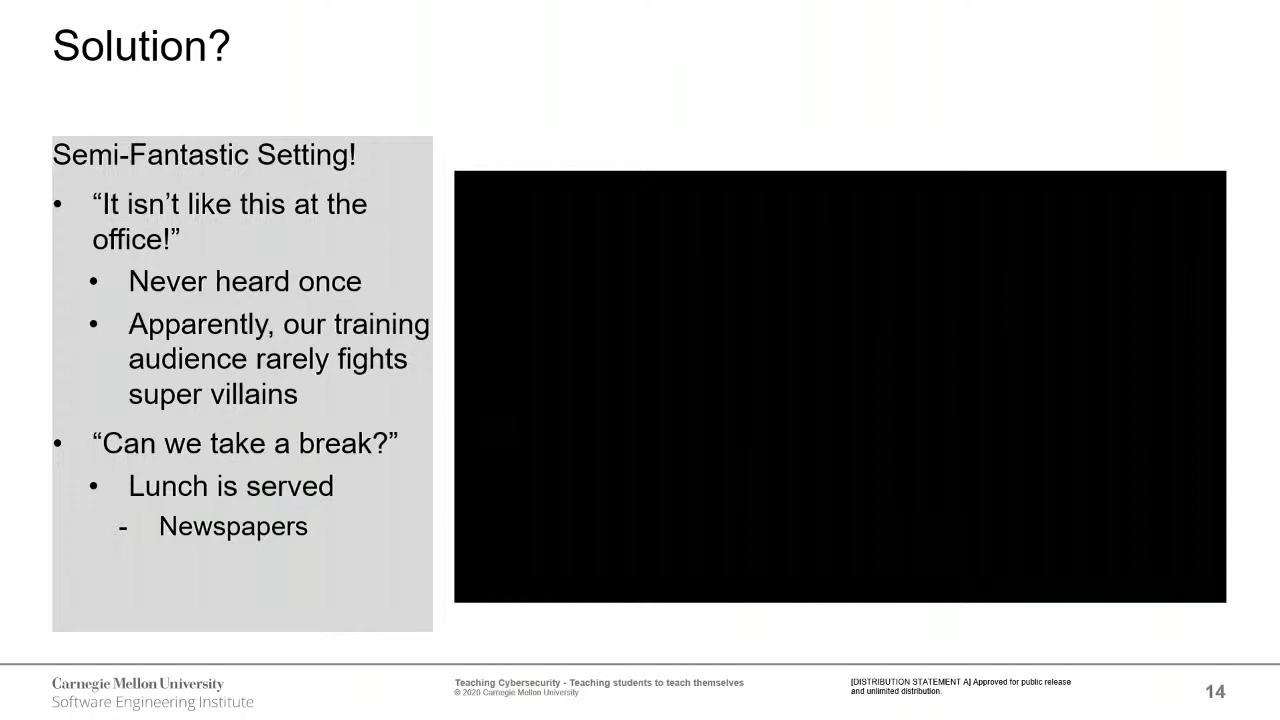 Solution?
Semi-Fantastic Setting!
• “It isn’t like this at the
office!”
• Never heard once
• Apparently, our training
audience rarely fights
super villains
• “Can we take a break?”
• Lunch is served
- Newspapers
Carnegie Mellon University
Software Engineering Institute
Teaching Cybersecurity - Teaching students to teach themselves
© 2020 Carnegie Mellon University
[DISTRIBUTION STATEMENT A] Approved for public release
and unlimited distribution.
14